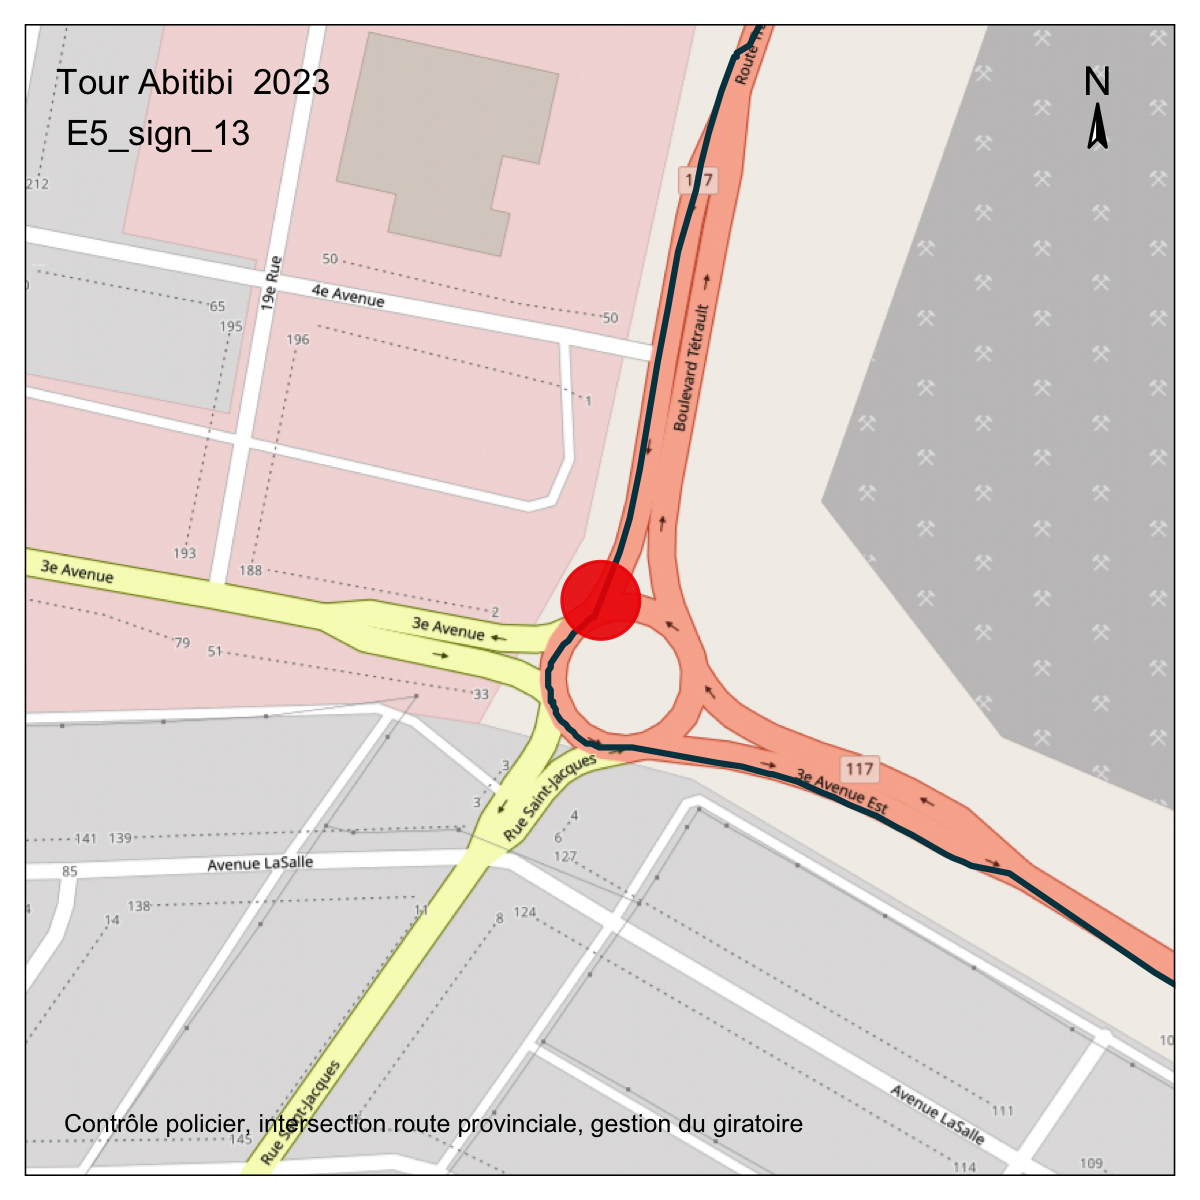 Tour Abitibi 2023
E5_sign_13
N
212
117
50
19e Rue
4e Avenue
50
65
195
196
1
Boulevard Tétrault
193
188
3e Avenue
2
3e Avenue
79
51
33
117
3e Avenue Est
3
3
Rue Saint-Jacques
4
6
127
141
139
Avenue LaSalle
85
138
14
11
8
124
Avenue LaSalle
111
Rue Saint-Jacques
Contrôle policier, intersection route provinciale, gestion du giratoire
145
114
109